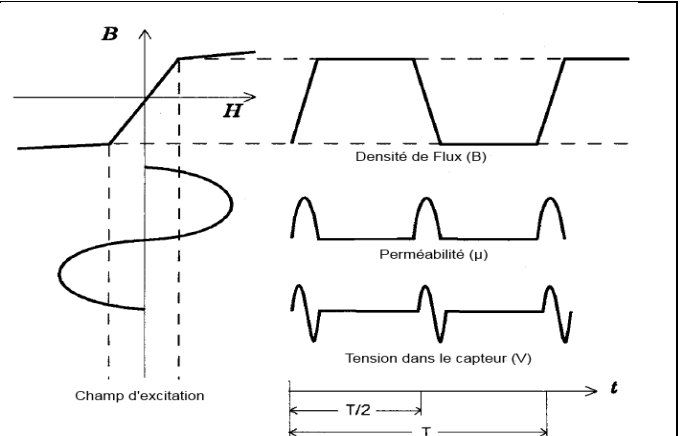 B
H
Densité de Flux (B)
Perméabilité (µ)
Tension dans le capteur (V)
Champ d'excitation
t
T/2
T